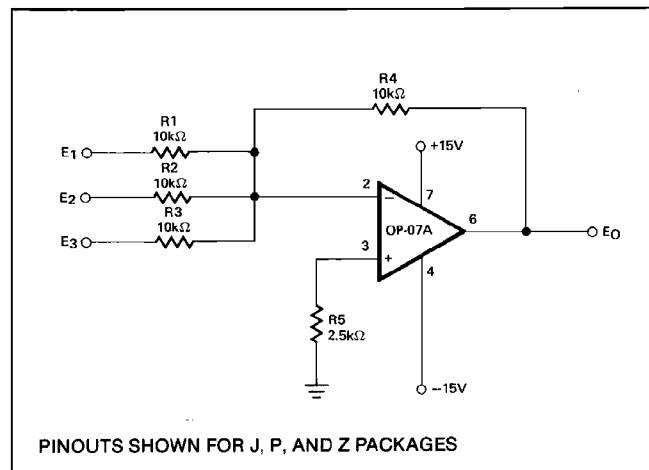 R4
10kΩ
R1
10kΩ
E1
R2
10kΩ
E2
R3
10kΩ
E3
+15V
2
7
−
OP-07A
6
EO
3
+
4
R5
2.5kΩ
−15V
PINOUTS SHOWN FOR J, P, AND Z PACKAGES